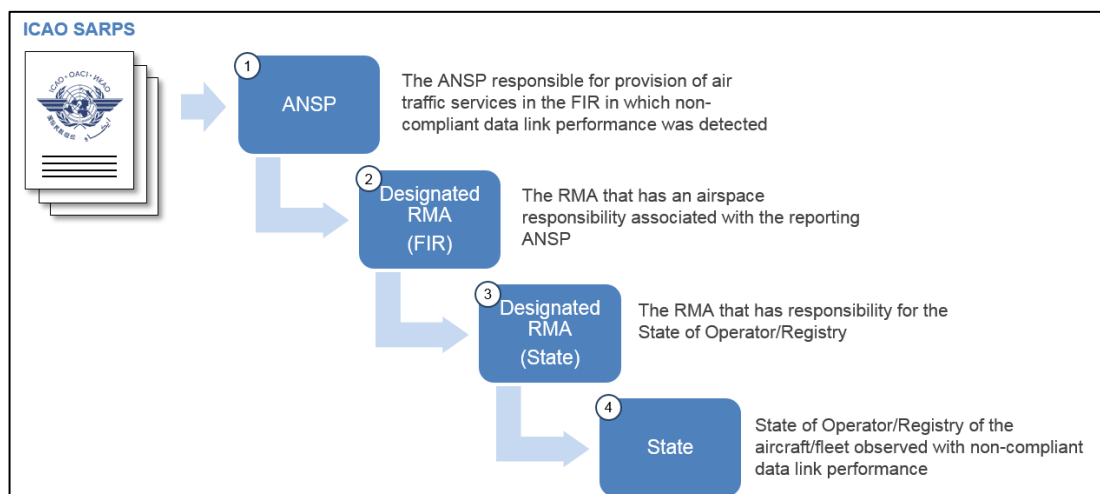 ICAO SARPS
ICAO · OACI · ИКАО
1
ANSP
The ANSP responsible for provision of air
traffic services in the FIR in which non-
compliant data link performance was detected
2
Designated
RMA
(FIR)
The RMA that has an airspace
responsibility associated with the reporting
ANSP
3
Designated
RMA
(State)
The RMA that has responsibility for the
State of Operator/Registry
4
State
State of Operator/Registry of the
aircraft/fleet observed with non-compliant
data link performance